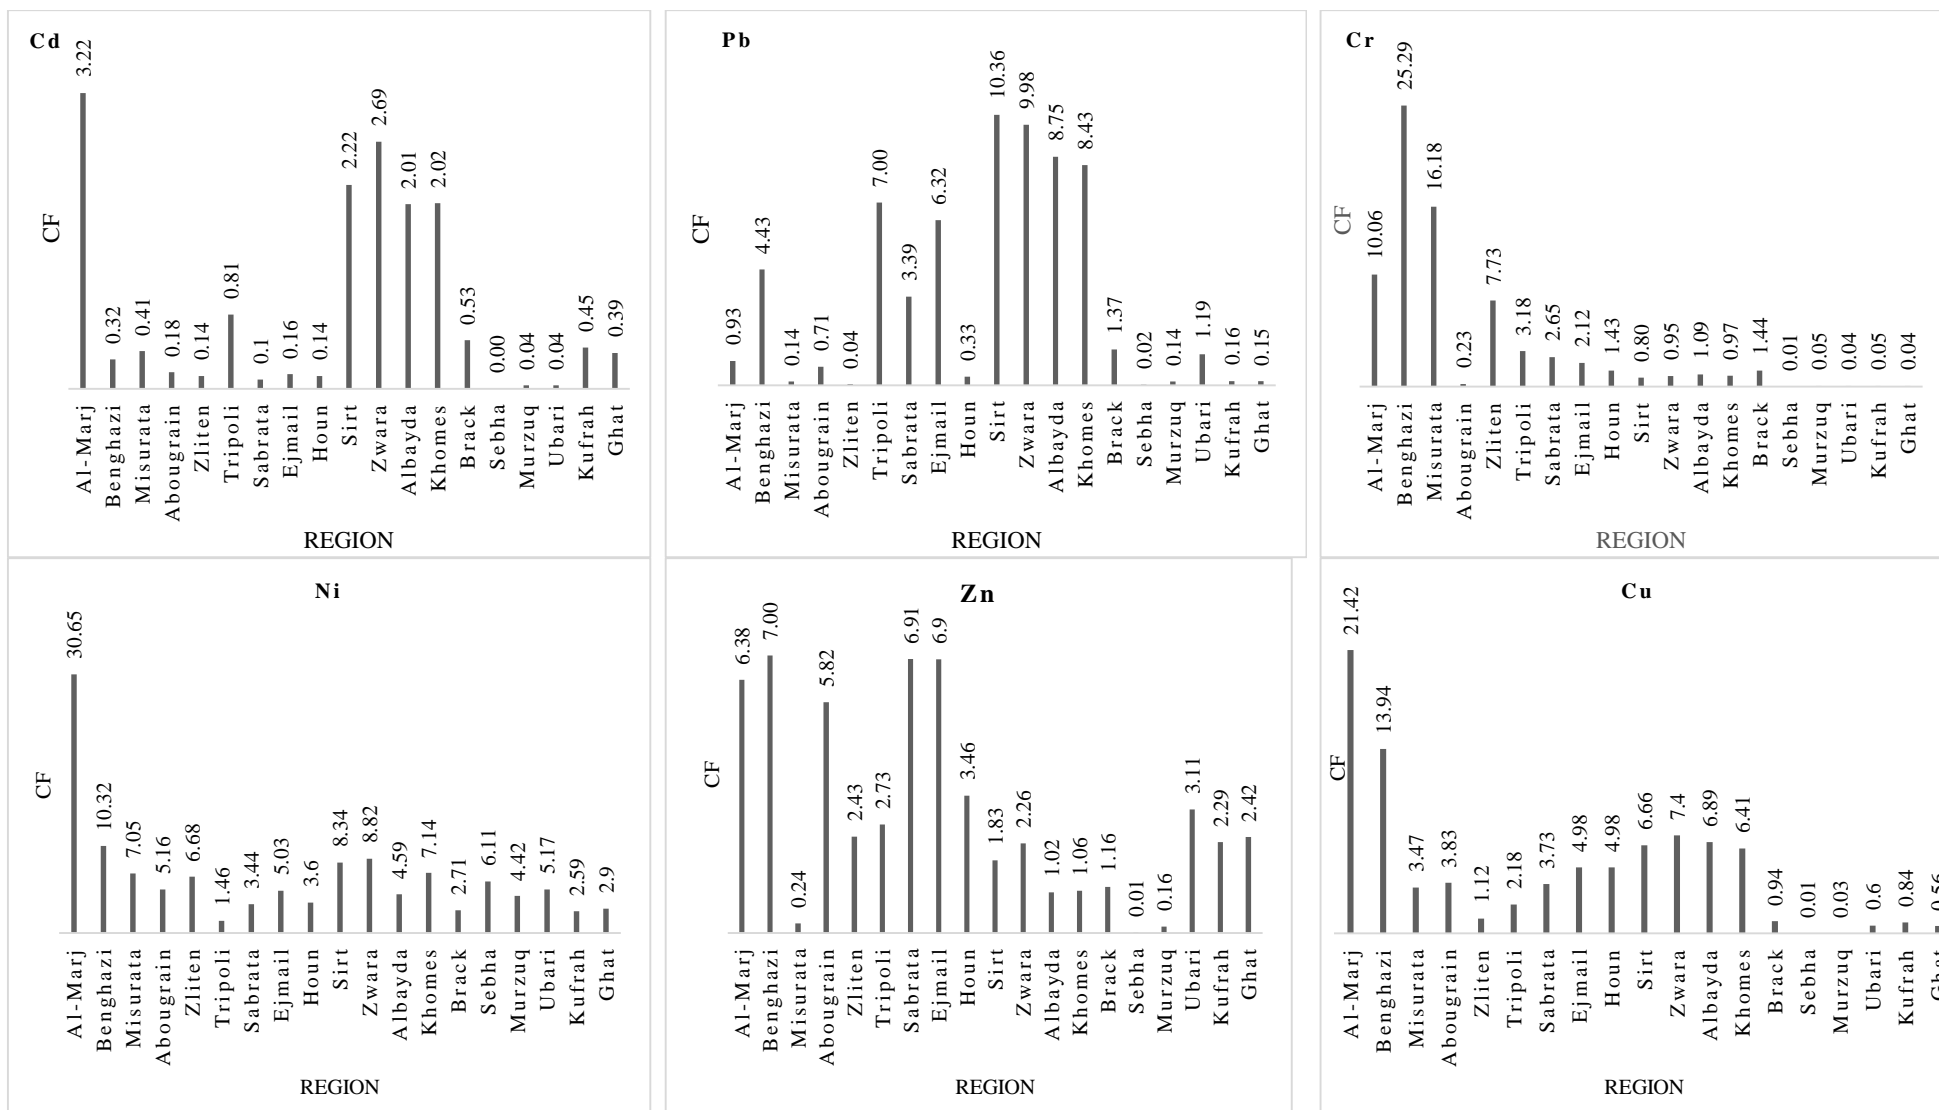 Cd
CF
3.22
0.32
0.41
0.18
0.14
0.81
0.1
0.16
0.14
2.22
2.69
2.01
2.02
0.53
0.00
0.04
0.04
0.45
0.39
Al-Marj
Benghazi
Misurata
Abougrain
Zliten
Tripoli
Sabrata
Ejmail
Houn
Sirt
Zwara
Albayda
Khomes
Brack
Sebha
Murzuq
Ubari
Kufrah
Ghat
REGION
Pb
CF
0.93
4.43
0.14
0.71
0.04
7.00
3.39
6.32
0.33
10.36
9.98
8.75
8.43
1.37
0.02
0.14
1.19
0.16
0.15
Al-Marj
Benghazi
Misurata
Abougrain
Zliten
Tripoli
Sabrata
Ejmail
Houn
Sirt
Zwara
Albayda
Khomes
Brack
Sebha
Murzuq
Ubari
Kufrah
Ghat
REGION
Cr
CF
10.06
25.29
16.18
0.23
7.73
3.18
2.65
2.12
1.43
0.80
0.95
1.09
0.97
1.44
0.01
0.05
0.04
0.05
0.04
Al-Marj
Benghazi
Misurata
Abougrain
Zliten
Tripoli
Sabrata
Ejmail
Houn
Sirt
Zwara
Albayda
Khomes
Brack
Sebha
Murzuq
Ubari
Kufrah
Ghat
REGION
Ni
CF
30.65
10.32
7.05
5.16
6.68
1.46
3.44
5.03
3.6
8.34
8.82
4.59
7.14
2.71
6.11
4.42
5.17
2.59
2.9
Al-Marj
Benghazi
Misurata
Abougrain
Zliten
Tripoli
Sabrata
Ejmail
Houn
Sirt
Zwara
Albayda
Khomes
Brack
Sebha
Murzuq
Ubari
Kufrah
Ghat
REGION
Zn
CF
6.38
7.00
0.24
5.82
2.43
2.73
6.91
6.9
3.46
1.83
2.26
1.02
1.06
1.16
0.01
0.16
3.11
2.29
2.42
Al-Marj
Benghazi
Misurata
Abougrain
Zliten
Tripoli
Sabrata
Ejmail
Houn
Sirt
Zwara
Albayda
Khomes
Brack
Sebha
Murzuq
Ubari
Kufrah
Ghat
REGION
Cu
CF
21.42
13.94
3.47
3.83
1.12
2.18
3.73
4.98
4.98
6.66
7.4
6.89
6.41
0.94
0.01
0.03
0.6
0.84
0.56
Al-Marj
Benghazi
Misurata
Abougrain
Zliten
Tripoli
Sabrata
Ejmail
Houn
Sirt
Zwara
Albayda
Khomes
Brack
Sebha
Murzuq
Ubari
Kufrah
Ghat
REGION